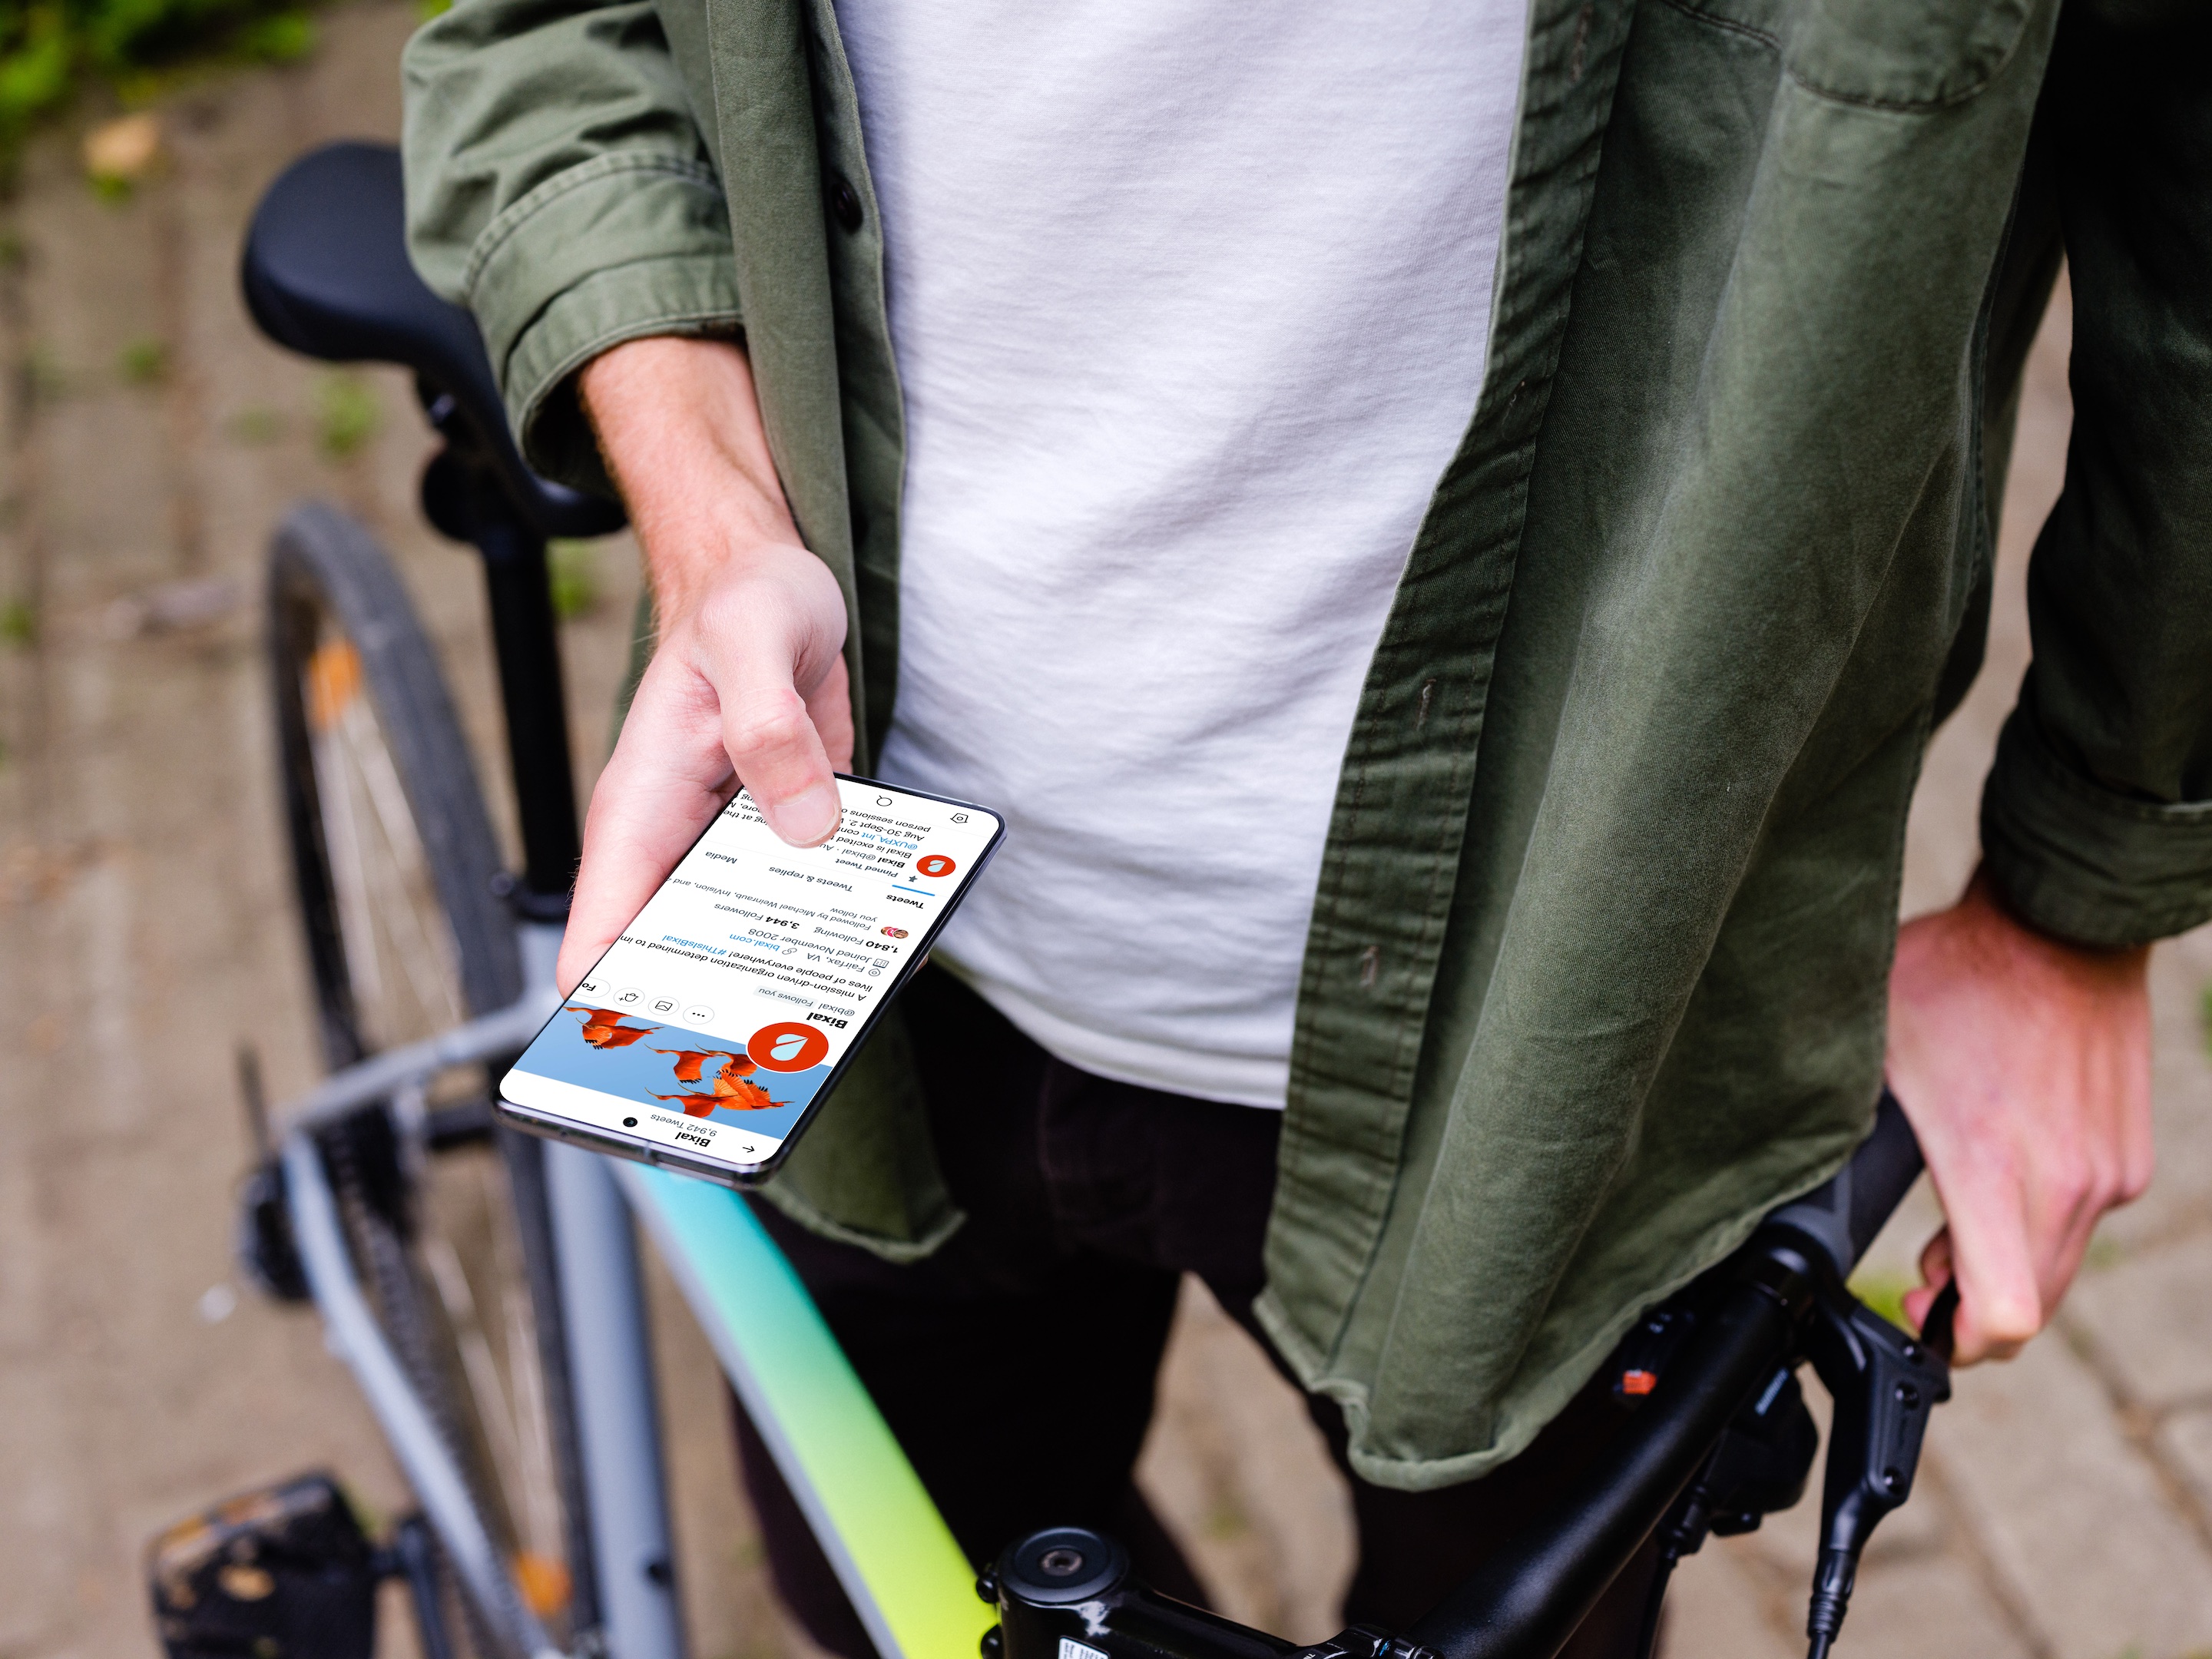 Bixal
9,942 Tweets
Fo
Bixal
@bixal Follows you
A mission-driven organization determined to im
lives of people everywhere! #ThisIsBixal
Fairfax, VA bixal.com
Joined November 2008
1,840 Following 3,944 Followers
Followed by Michael Weinraub, InVision, and
you follow
Tweets Tweets & replies Media
Pinned Tweet
Bixal @bixal · Au
Bixal is excited
@UXPA_Int con
Aug 30-Sept 2.
person sessions o